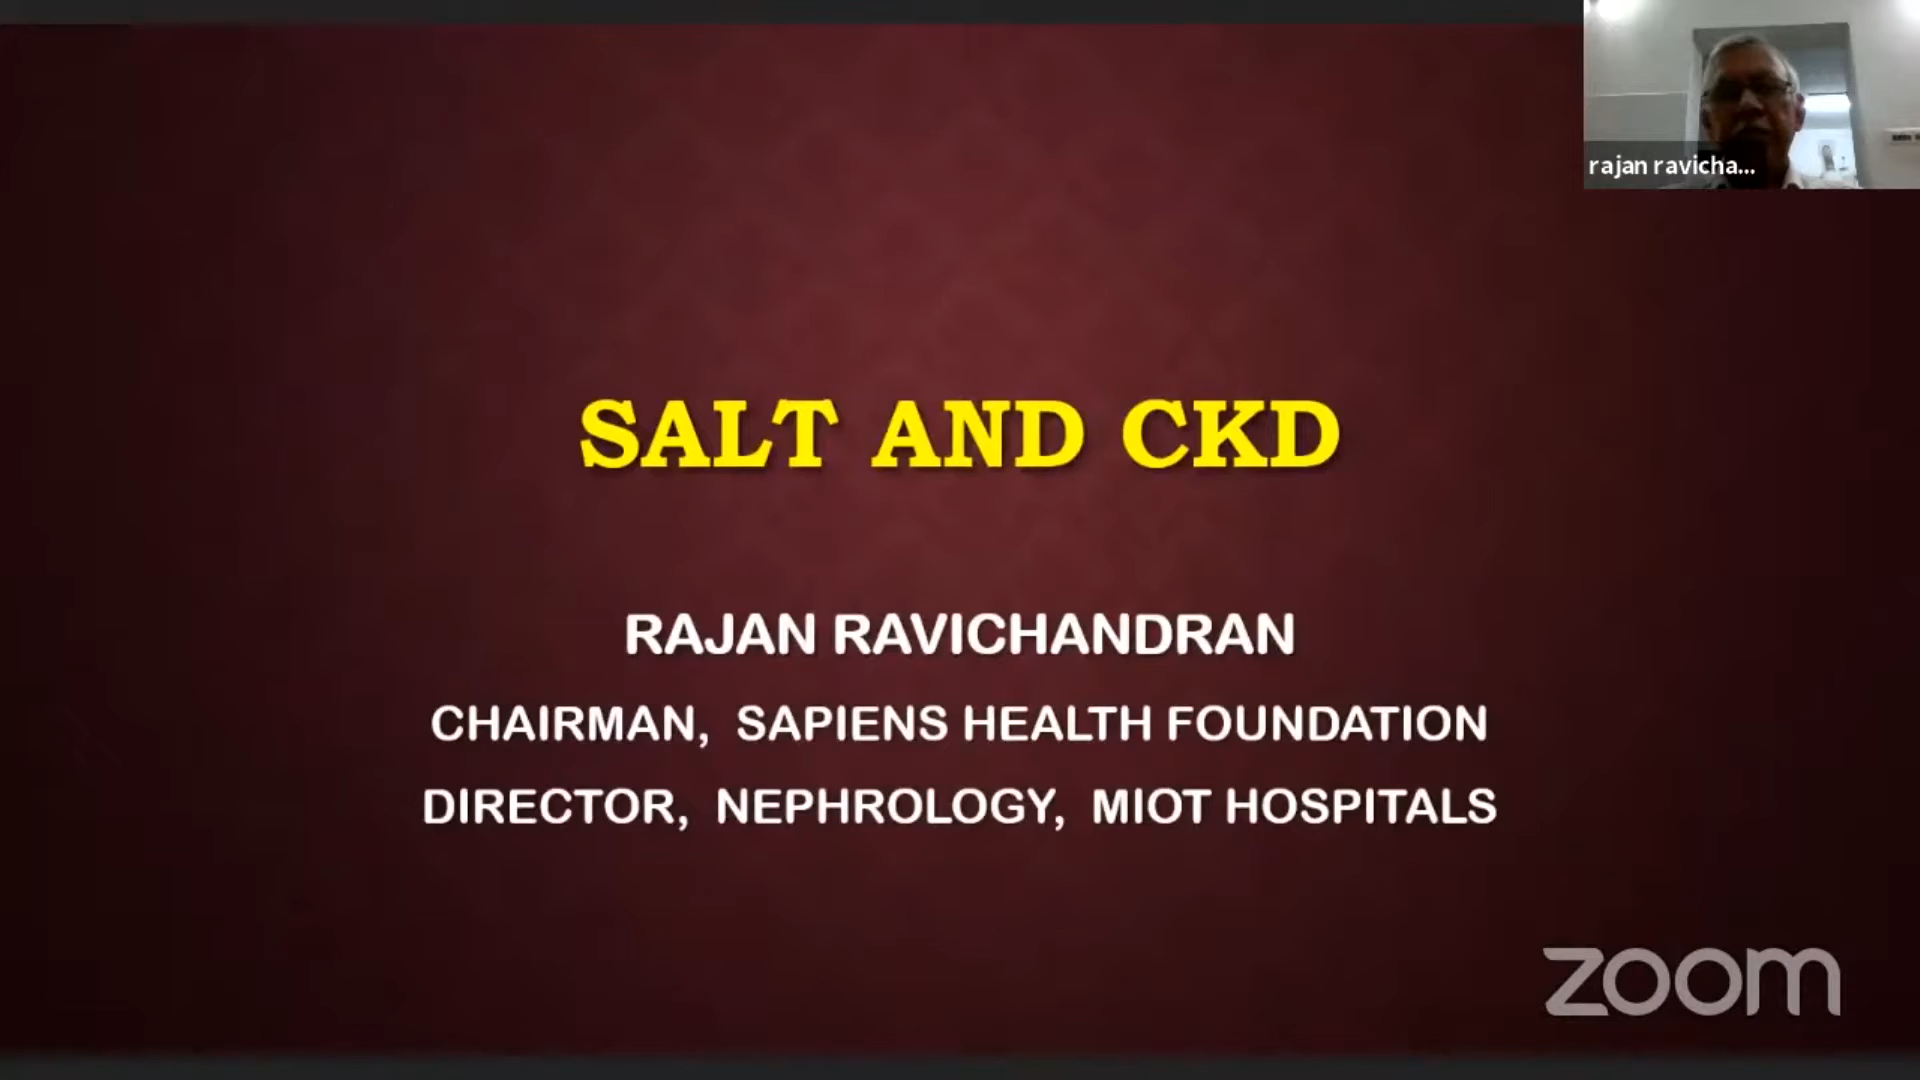 rajan ravicha...
SALT AND CKD
RAJAN RAVICHANDRAN
CHAIRMAN, SAPIENS HEALTH FOUNDATION
DIRECTOR, NEPHROLOGY, MIOT HOSPITALS
zoom